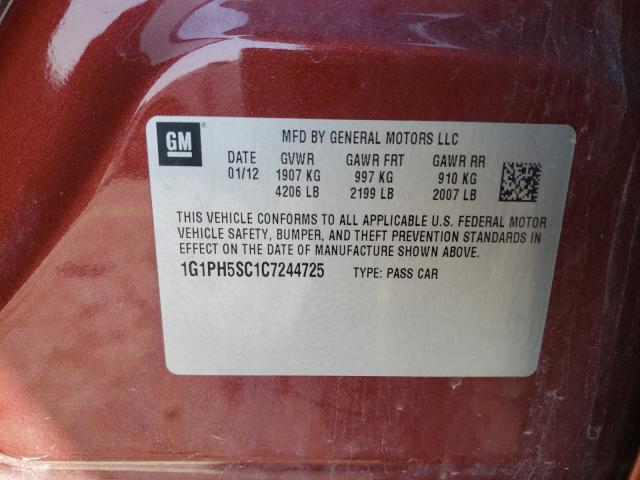 GM
MFD BY GENERAL MOTORS LLC
DATE GVWR GAWR FRT GAWR RR
01/12 1907 KG 997 KG 910 KG
4206 LB 2199 LB 2007 LB
THIS VEHICLE CONFORMS TO ALL APPLICABLE U.S. FEDERAL MOTOR
VEHICLE SAFETY, BUMPER, AND THEFT PREVENTION STANDARDS IN
EFFECT ON THE DATE OF MANUFACTURE SHOWN ABOVE.
1G1PH5SC1C7244725 TYPE: PASS CAR